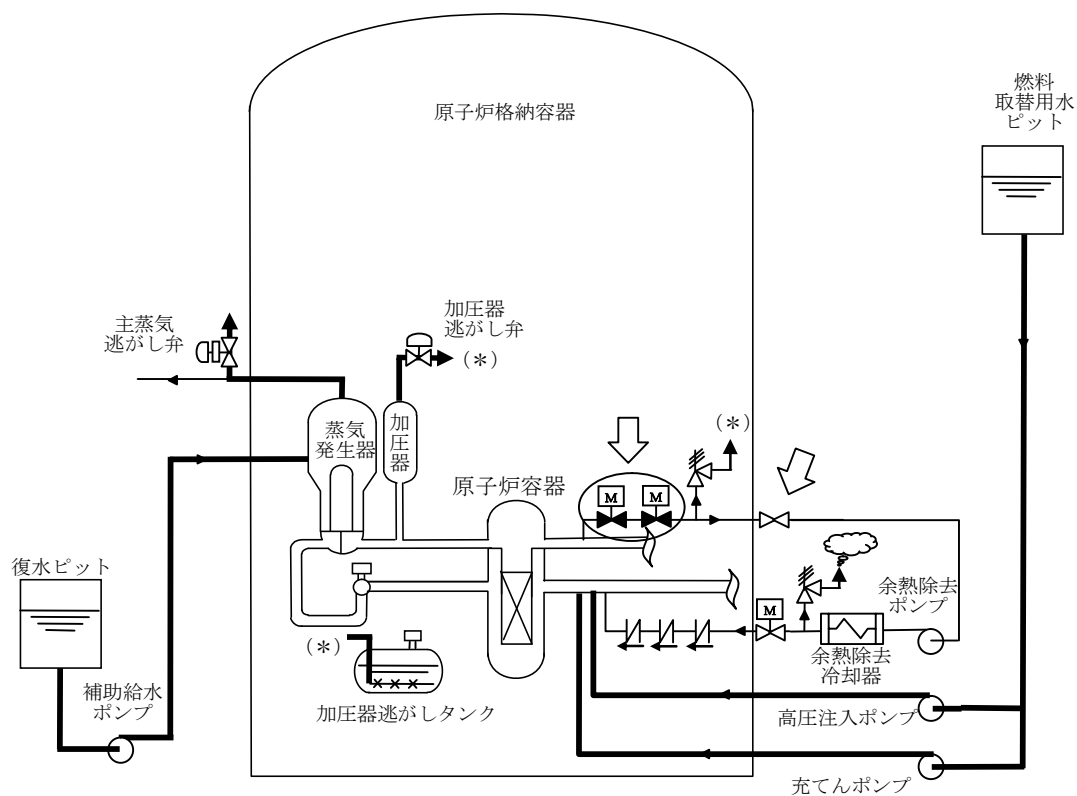 原子炉格納容器
燃料
取替用水
ピット
主蒸気
逃がし弁
加圧器
逃がし弁
(*)
(*)
蒸気
発生器
加
圧
器
原子炉容器
M
M
復水ピット
余熱除去
ポンプ
M
余熱除去
冷却器
(*)
補助給水
ポンプ
加圧器逃がしタンク
高圧注入ポンプ
充てんポンプ